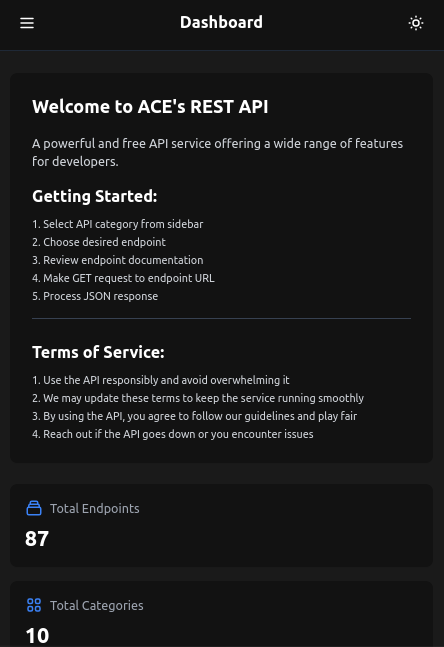 Dashboard
Welcome to ACE's REST API
A powerful and free API service offering a wide range of features
for developers.
Getting Started:
1. Select API category from sidebar
2. Choose desired endpoint
3. Review endpoint documentation
4. Make GET request to endpoint URL
5. Process JSON response
Terms of Service:
1. Use the API responsibly and avoid overwhelming it
2. We may update these terms to keep the service running smoothly
3. By using the API, you agree to follow our guidelines and play fair
4. Reach out if the API goes down or you encounter issues
Total Endpoints
87
Total Categories
10